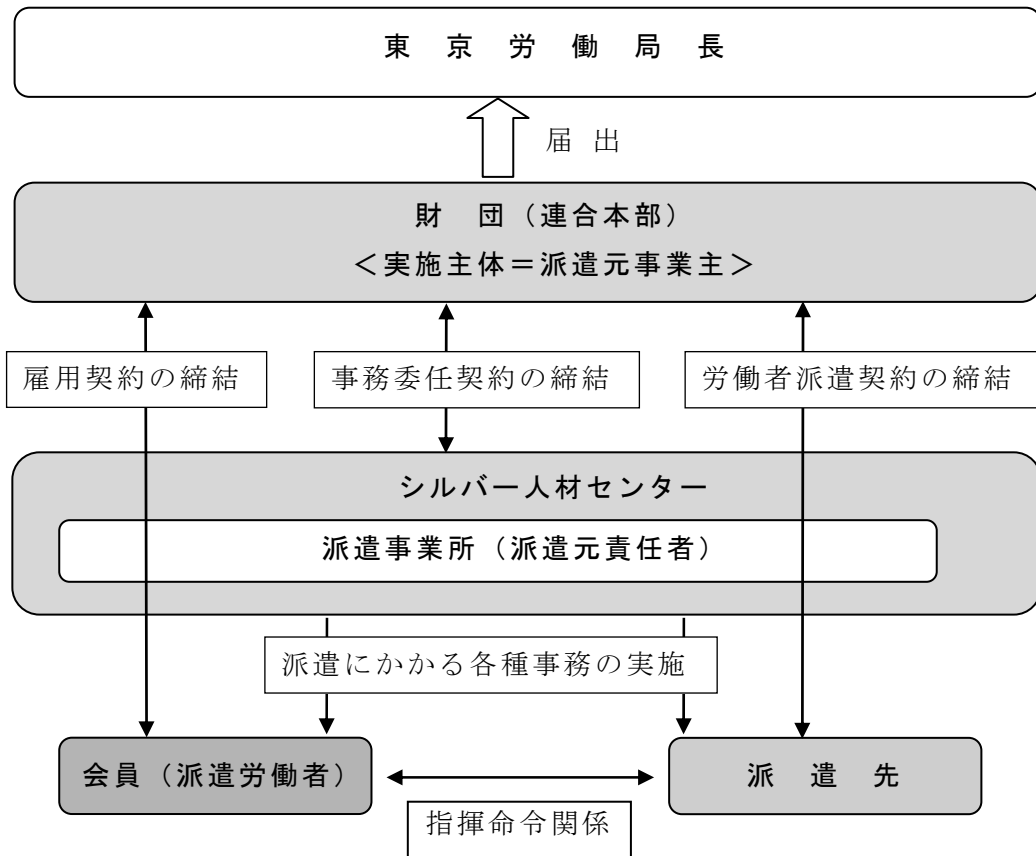 東京労働局長
届出
財団(連合本部)
<実施主体=派遣元事業主>
雇用契約の締結
事務委任契約の締結
労働者派遣契約の締結
シルバー人材センター
派遣事業所(派遣元責任者)
派遣にかかる各種事務の実施
会員(派遣労働者)
派遣先
指揮命令関係